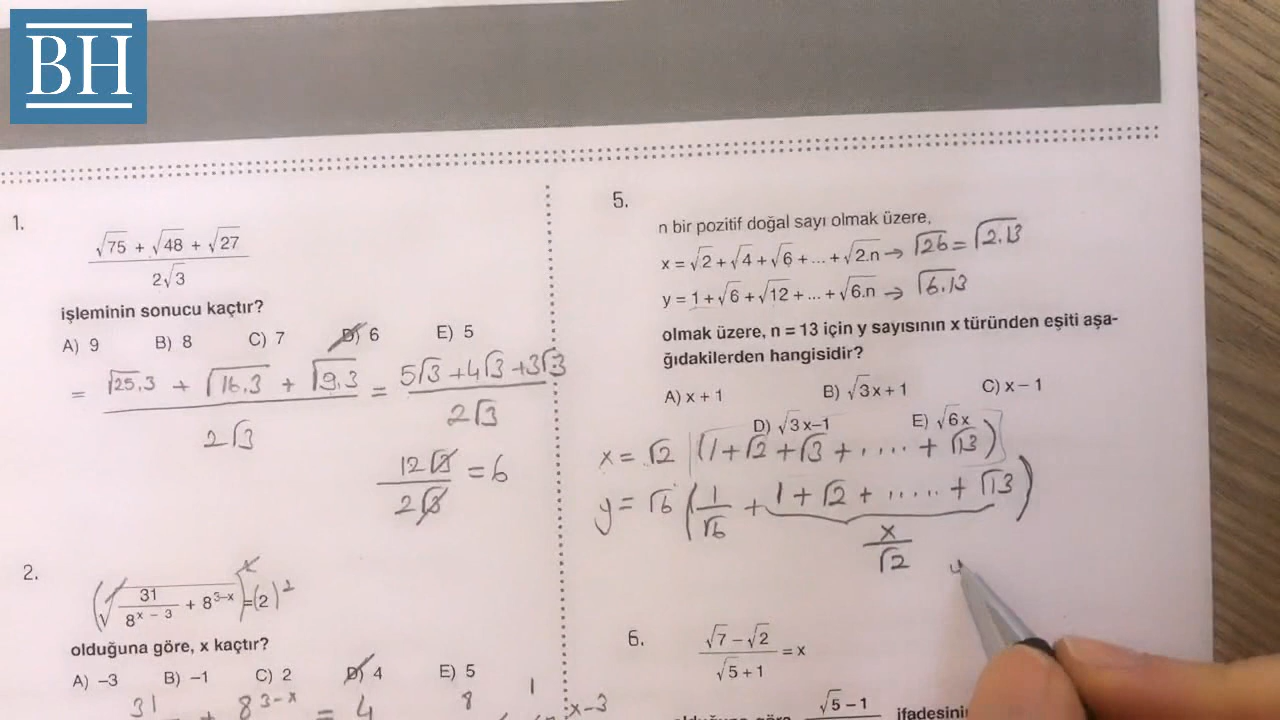 BH
1.
√75 + √48 + √27
2√3
işleminin sonucu kaçtır?
A) 9 B) 8 C) 7 D) 6 E) 5
= √25.3 + √16.3 + √9.3 = 5√3 + 4√3 + 3√3
2√3 2√3
12√3 = 6
2√3
2.
(√31/8^(x – 3) + 8^(3–x))² = (2)²
olduğuna göre, x kaçtır?
A) –3 B) –1 C) 2 D) 4 E) 5
31 + 8^(3-x) = 4 8 1
x-3
5.
n bir pozitif doğal sayı olmak üzere,
x = √2 + √4 + √6 + ... + √2.n → √26 = √2.13
y = 1 + √6 + √12 + ... + √6.n → √6.13
olmak üzere, n = 13 için y sayısının x türünden eşiti aşa-
ğıdakilerden hangisidir?
A) x + 1 B) √3x + 1 C) x – 1
D) √3x–1 E) √6x
x = √2 (1 + √2 + √3 + .... + √13)
y = √6 (1/√6 + 1 + √2 + ..... + √13)
x
√2
6.
√7 – √2
√5 + 1
= x
√5 – 1
olduğuna göre ifadesinin